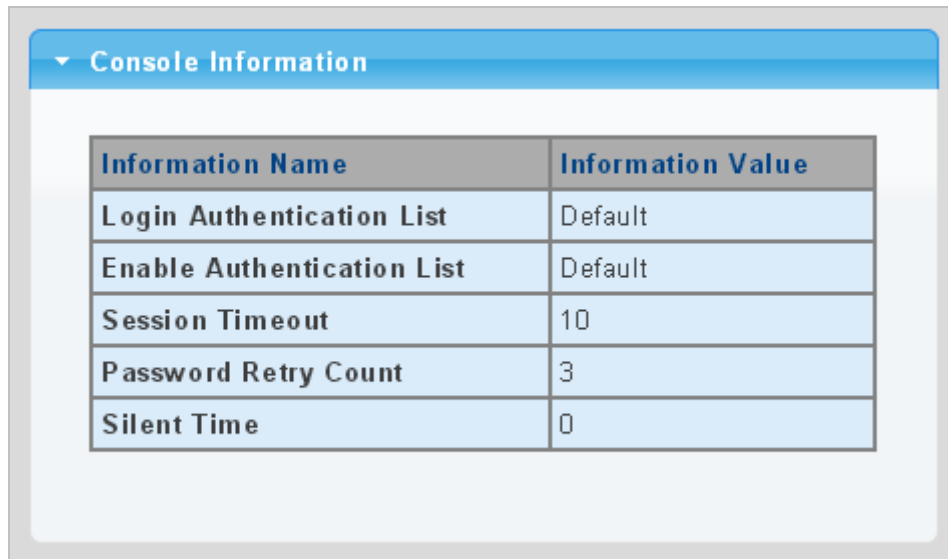 Console Information
Information Name Information Value
Login Authentication List Default
Enable Authentication List Default
Session Timeout 10
Password Retry Count 3
Silent Time 0